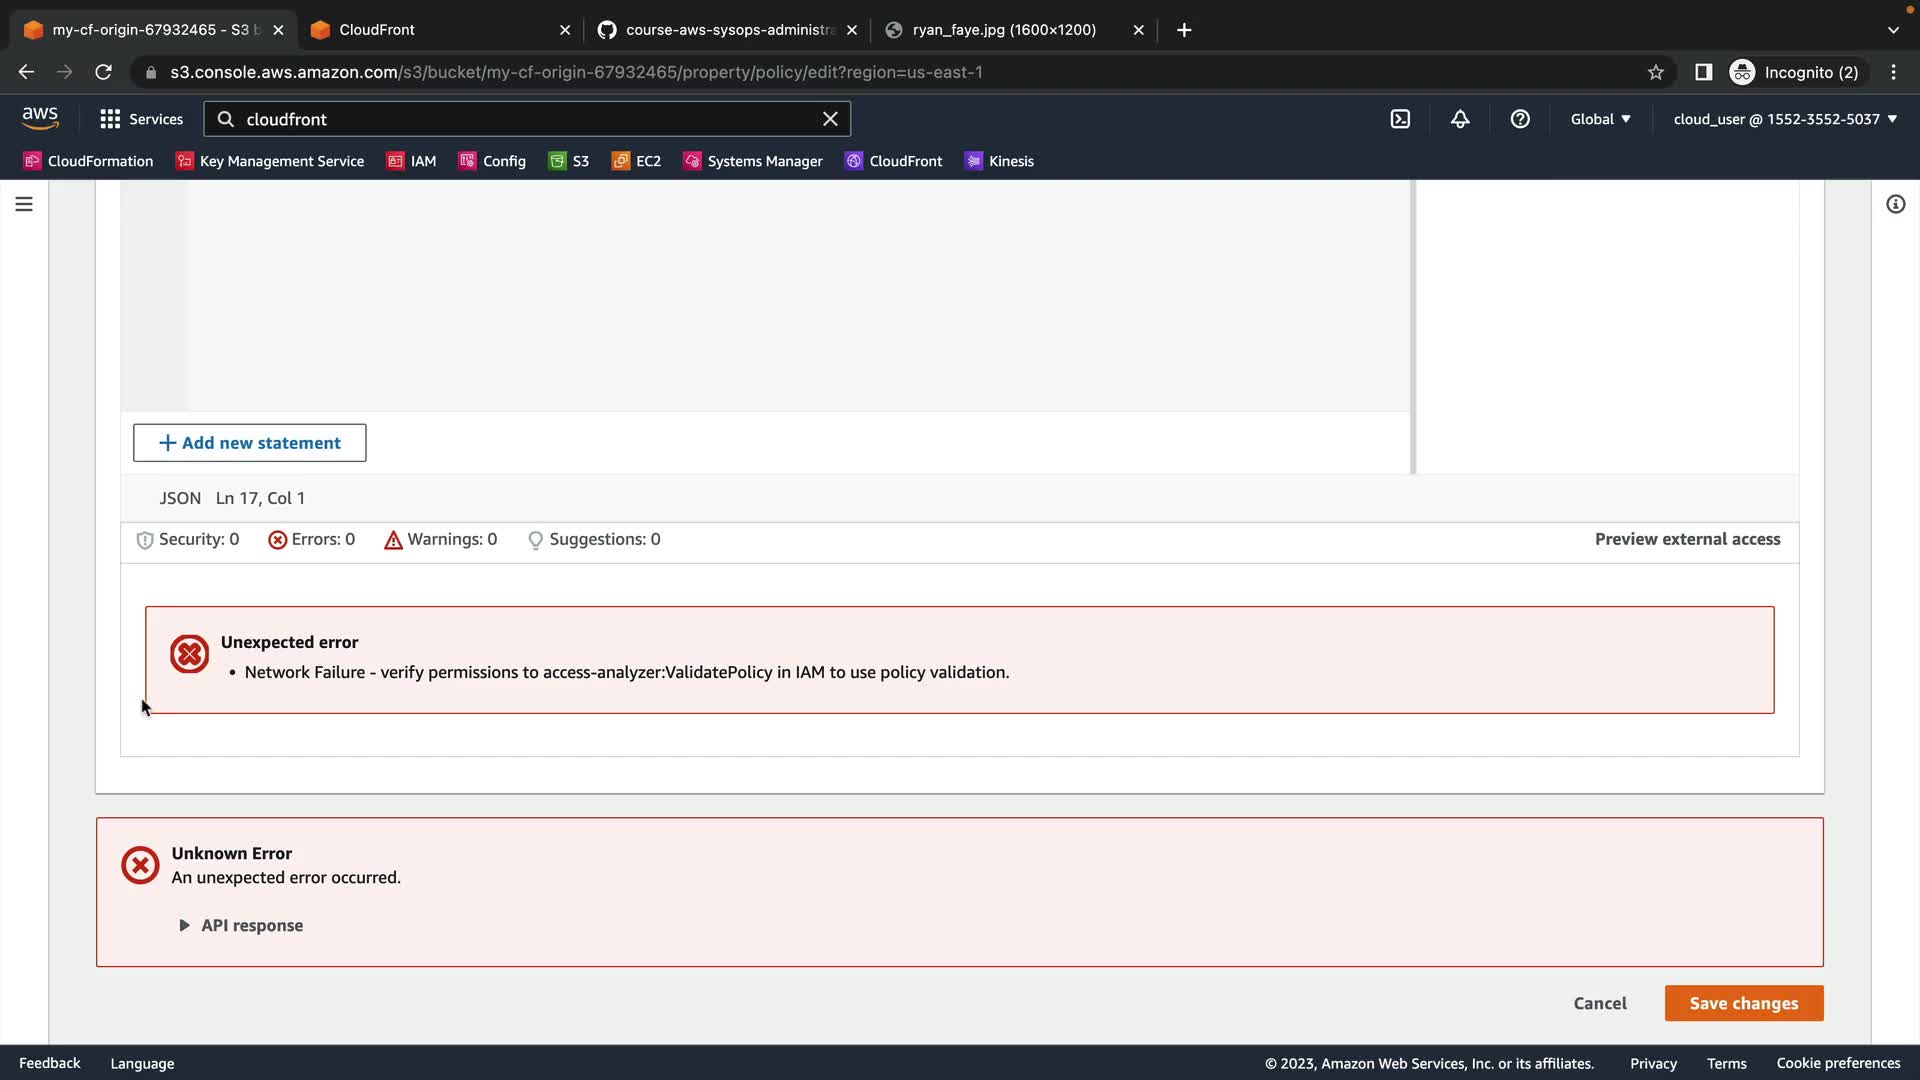 my-cf-origin-67932465 - S3 b
CloudFront
course-aws-sysops-administra
ryan_faye.jpg (1600×1200)
s3.console.aws.amazon.com/s3/bucket/my-cf-origin-67932465/property/policy/edit?region=us-east-1
Incognito (2)
aws
Services
cloudfront
Global
cloud_user @ 1552-3552-5037
CloudFormation
Key Management Service
IAM
Config
S3
EC2
Systems Manager
CloudFront
Kinesis
+ Add new statement
JSON Ln 17, Col 1
Security: 0
Errors: 0
Warnings: 0
Suggestions: 0
Preview external access
Unexpected error
• Network Failure - verify permissions to access-analyzer:ValidatePolicy in IAM to use policy validation.
Unknown Error
An unexpected error occurred.
API response
Cancel
Save changes
Feedback
Language
© 2023, Amazon Web Services, Inc. or its affiliates.
Privacy
Terms
Cookie preferences